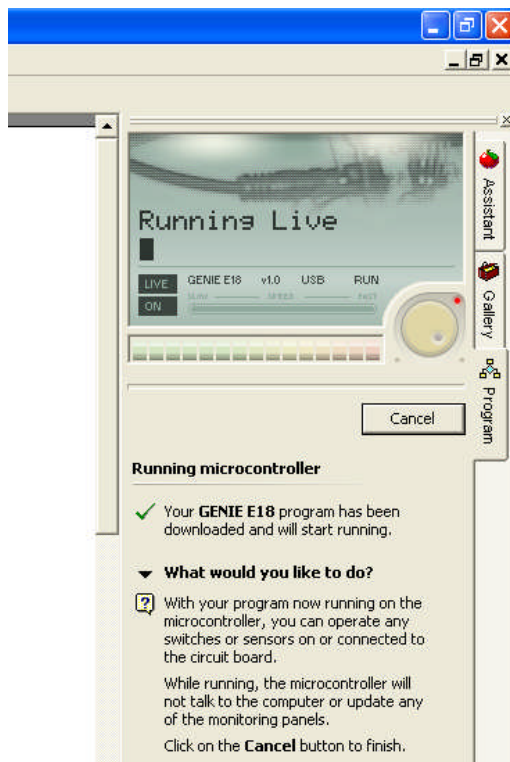 Running Live
LIVE GENIE E18 v1.0 USB RUN
ON SLOW SPEED FAST
Assistant
Gallery
Program
Cancel
Running microcontroller
Your GENIE E18 program has been
downloaded and will start running.
What would you like to do?
With your program now running on the
microcontroller, you can operate any
switches or sensors on or connected to
the circuit board.
While running, the microcontroller will
not talk to the computer or update any
of the monitoring panels.
Click on the Cancel button to finish.